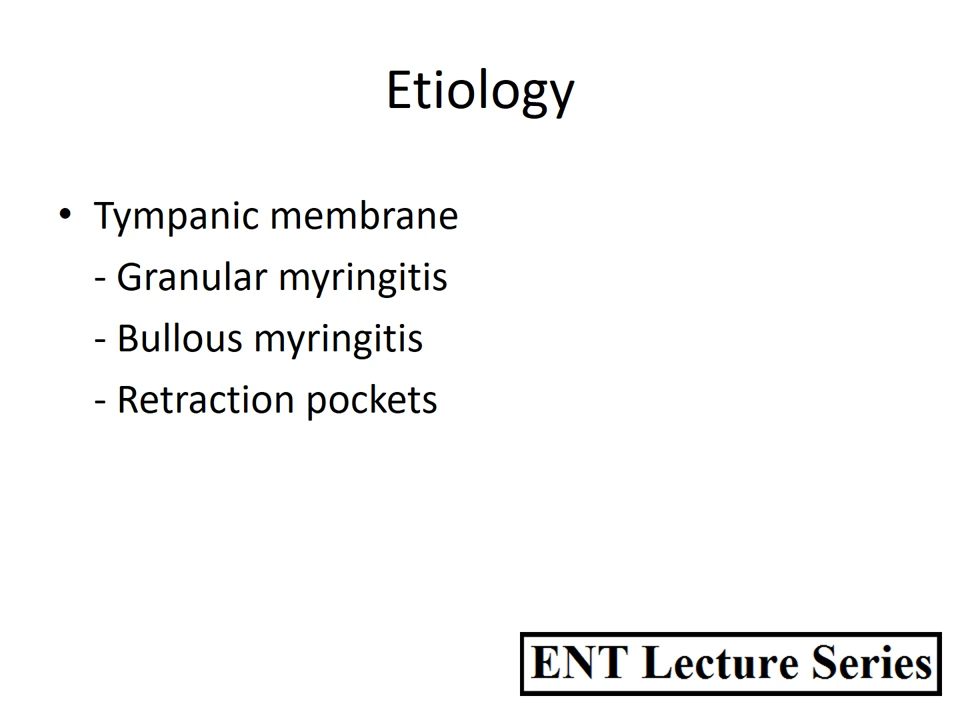 Etiology
• Tympanic membrane
- Granular myringitis
- Bullous myringitis
- Retraction pockets
ENT Lecture Series